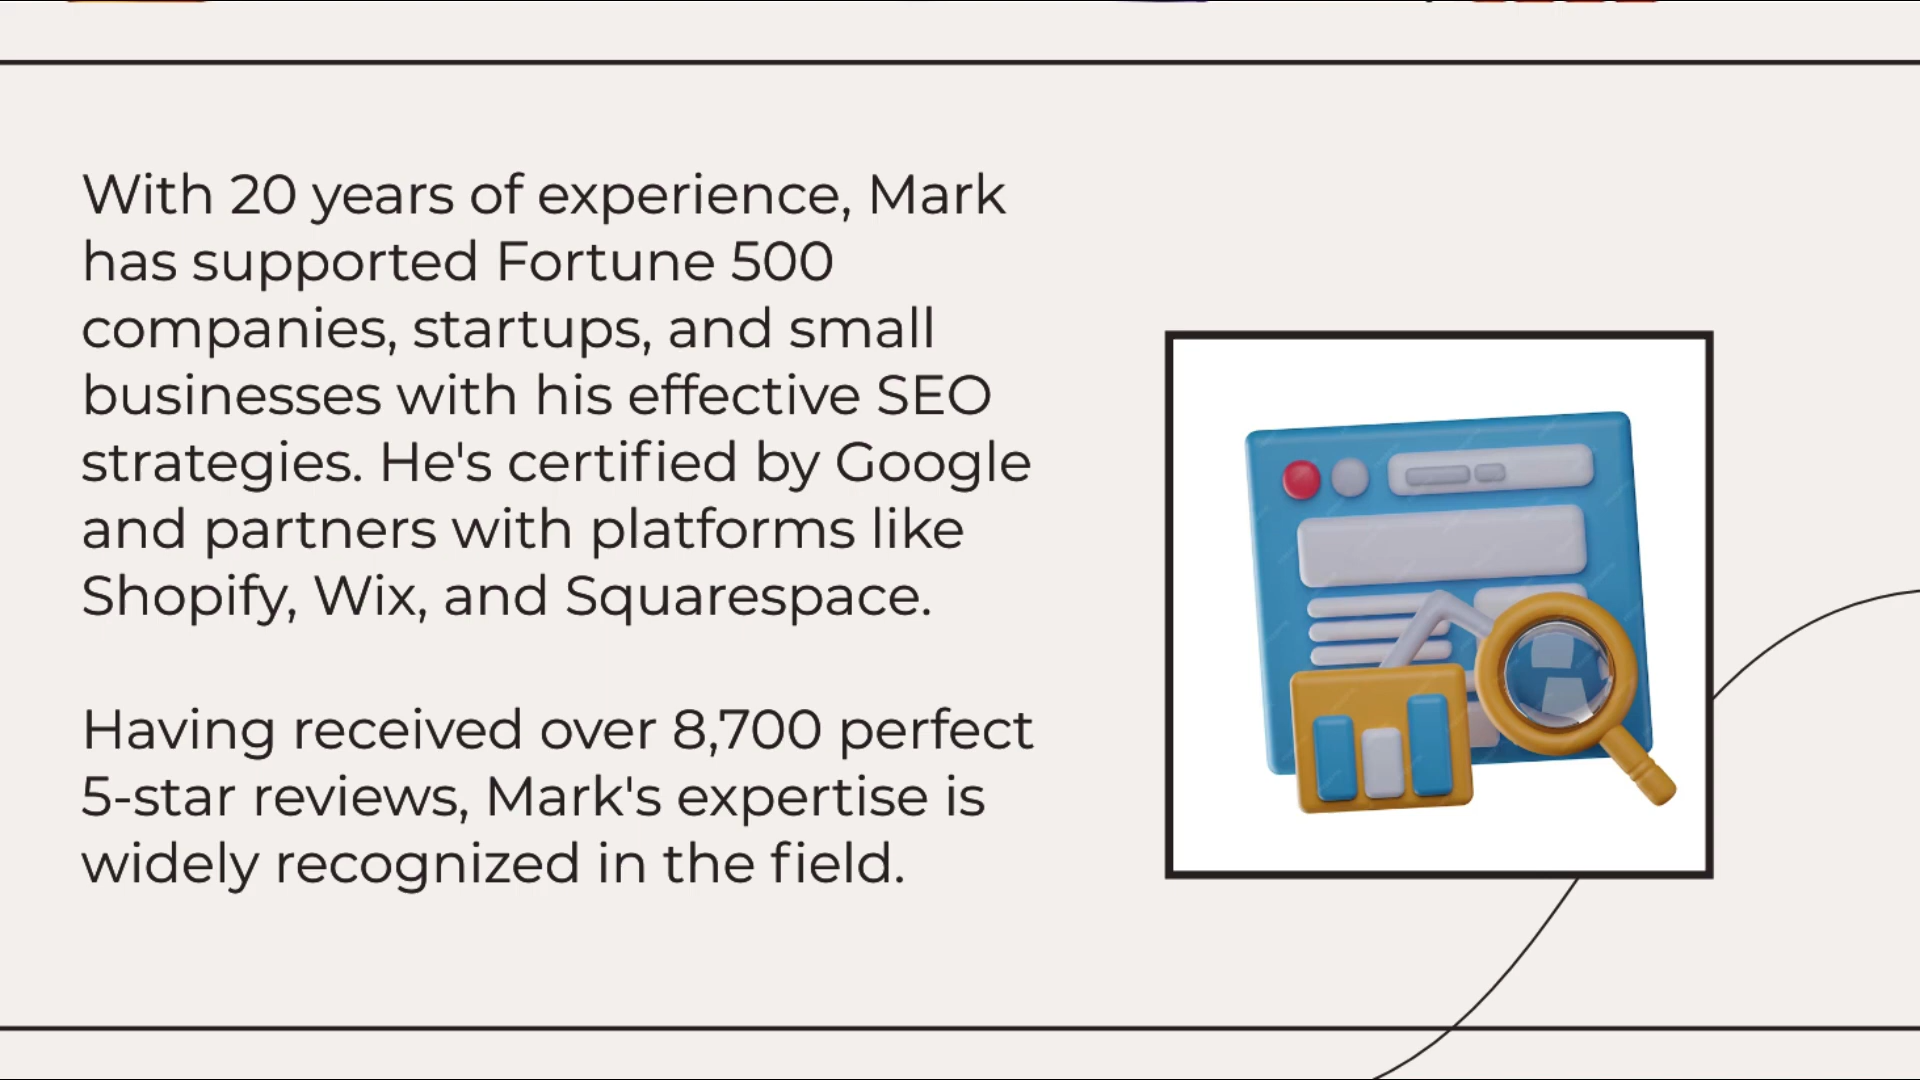 With 20 years of experience, Mark
has supported Fortune 500
companies, startups, and small
businesses with his effective SEO
strategies. He's certified by Google
and partners with platforms like
Shopify, Wix, and Squarespace.
Having received over 8,700 perfect
5-star reviews, Mark's expertise is
widely recognized in the field.